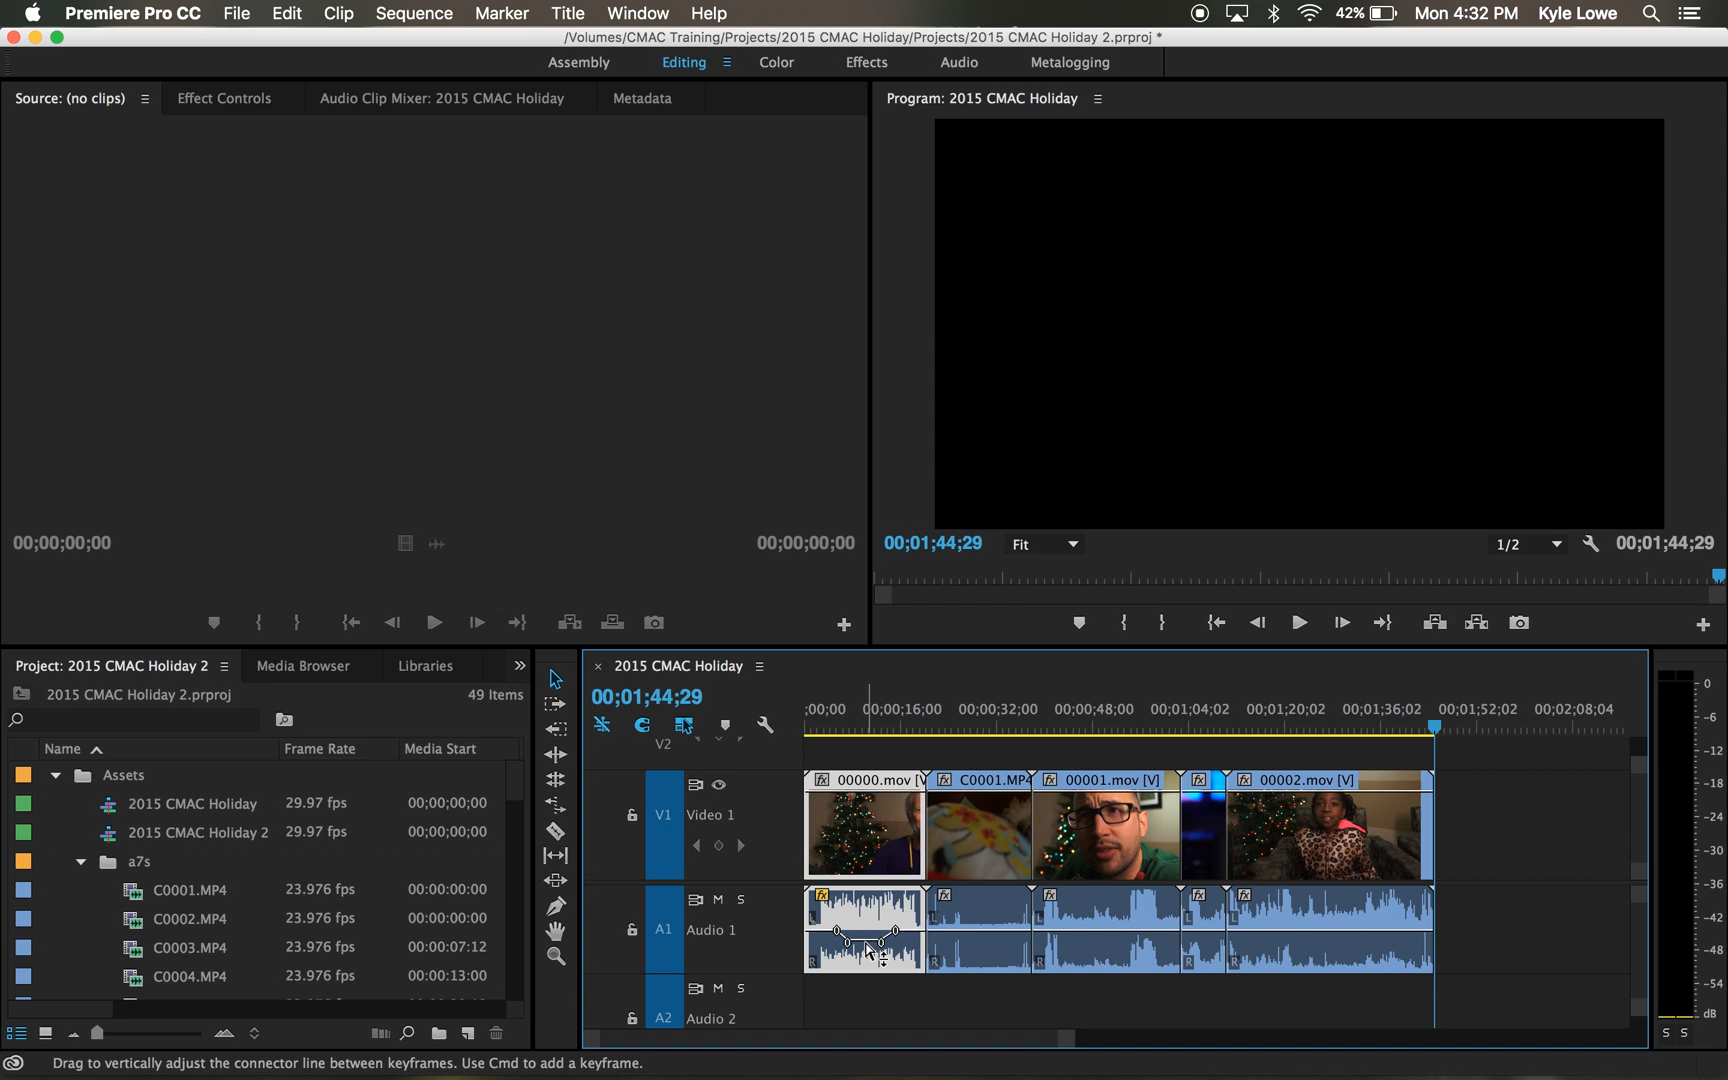 Premiere Pro CC File Edit Clip Sequence Marker Title Window Help 42% Mon 4:32 PM Kyle Lowe
/Volumes/CMAC Training/Projects/2015 CMAC Holiday/Projects/2015 CMAC Holiday 2.prproj *
Assembly Editing Color Effects Audio Metalogging
Source: (no clips) Effect Controls Audio Clip Mixer: 2015 CMAC Holiday Metadata
Program: 2015 CMAC Holiday
00;00;00;00 00;00;00;00
00;01;44;29 Fit 1/2 00;01;44;29
Project: 2015 CMAC Holiday 2 Media Browser Libraries
2015 CMAC Holiday 2.prproj 49 Items
Name Frame Rate Media Start
Assets
2015 CMAC Holiday 29.97 fps 00;00;00;00
2015 CMAC Holiday 2 29.97 fps 00;00;00;00
a7s
C0001.MP4 23.976 fps 00:00:00:00
C0002.MP4 23.976 fps 00:00:00:00
C0003.MP4 23.976 fps 00:00:07:12
C0004.MP4 23.976 fps 00:00:13:00
2015 CMAC Holiday
00;01;44;29
;00;00 00;00;16;00 00;00;32;00 00;00;48;00 00;01;04;02 00;01;20;02 00;01;36;02 00;01;52;02 00;02;08;04
V2
fx 00000.mov [V fx C0001.MP4 fx 00001.mov [V] fx fx 00002.mov [V]
V1 Video 1
M S
fx fx fx fx fx
A1 Audio 1
L L L L L
R R R R R
M S
A2 Audio 2
0
-6
-12
-18
-24
-30
-36
-42
-48
-54
dB
S S
Drag to vertically adjust the connector line between keyframes. Use Cmd to add a keyframe.